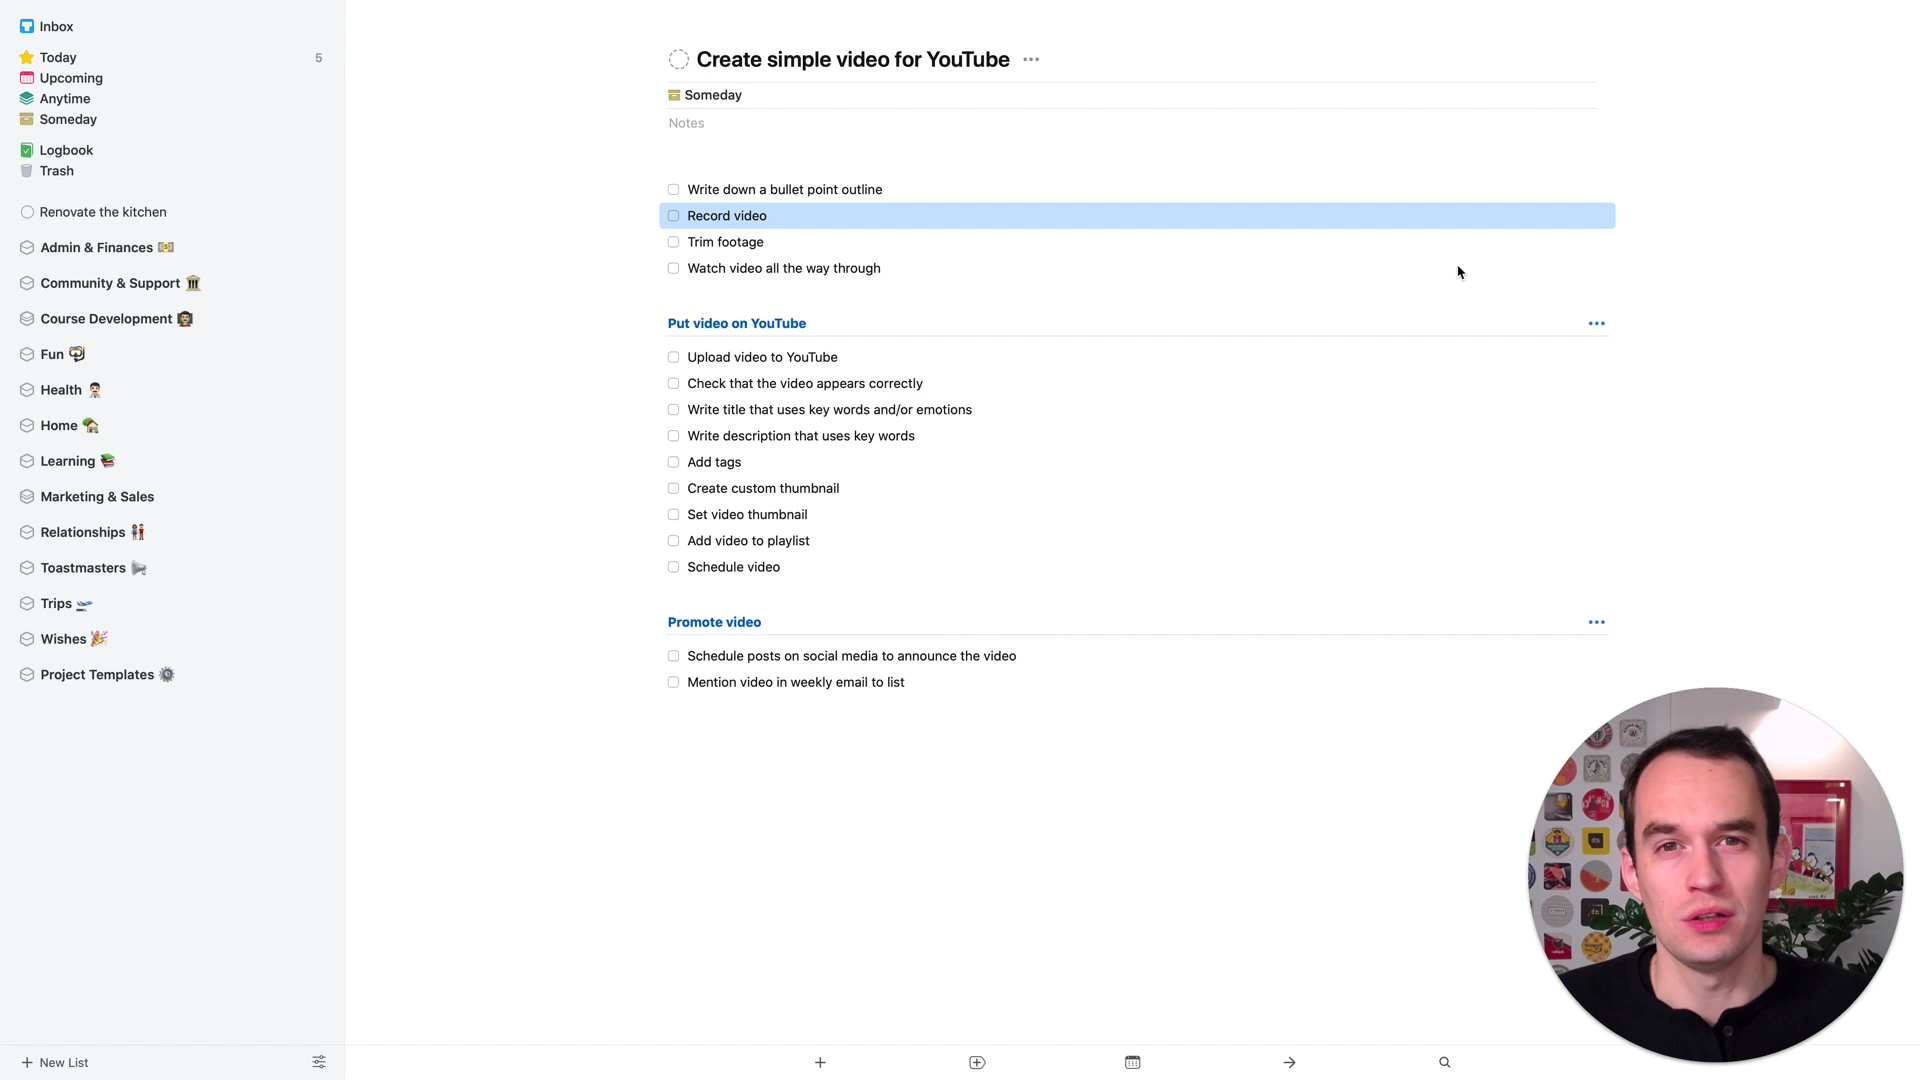 Inbox
Today 5
Upcoming
Anytime
Someday
Logbook
Trash
Renovate the kitchen
Admin & Finances
Community & Support
Course Development
Fun
Health
Home
Learning
Marketing & Sales
Relationships
Toastmasters
Trips
Wishes
Project Templates
New List
Create simple video for YouTube
Someday
Notes
Write down a bullet point outline
Record video
Trim footage
Watch video all the way through
Put video on YouTube
Upload video to YouTube
Check that the video appears correctly
Write title that uses key words and/or emotions
Write description that uses key words
Add tags
Create custom thumbnail
Set video thumbnail
Add video to playlist
Schedule video
Promote video
Schedule posts on social media to announce the video
Mention video in weekly email to list